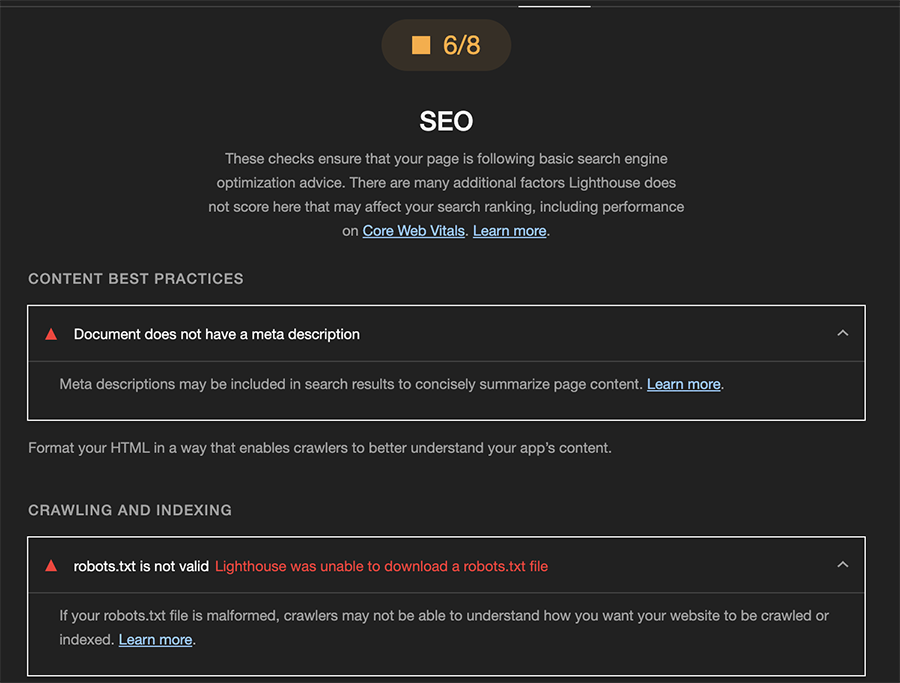 6/8
SEO
These checks ensure that your page is following basic search engine
optimization advice. There are many additional factors Lighthouse does
not score here that may affect your search ranking, including performance
on Core Web Vitals. Learn more.
CONTENT BEST PRACTICES
Document does not have a meta description
Meta descriptions may be included in search results to concisely summarize page content. Learn more.
Format your HTML in a way that enables crawlers to better understand your app’s content.
CRAWLING AND INDEXING
robots.txt is not valid Lighthouse was unable to download a robots.txt file
If your robots.txt file is malformed, crawlers may not be able to understand how you want your website to be crawled or
indexed. Learn more.